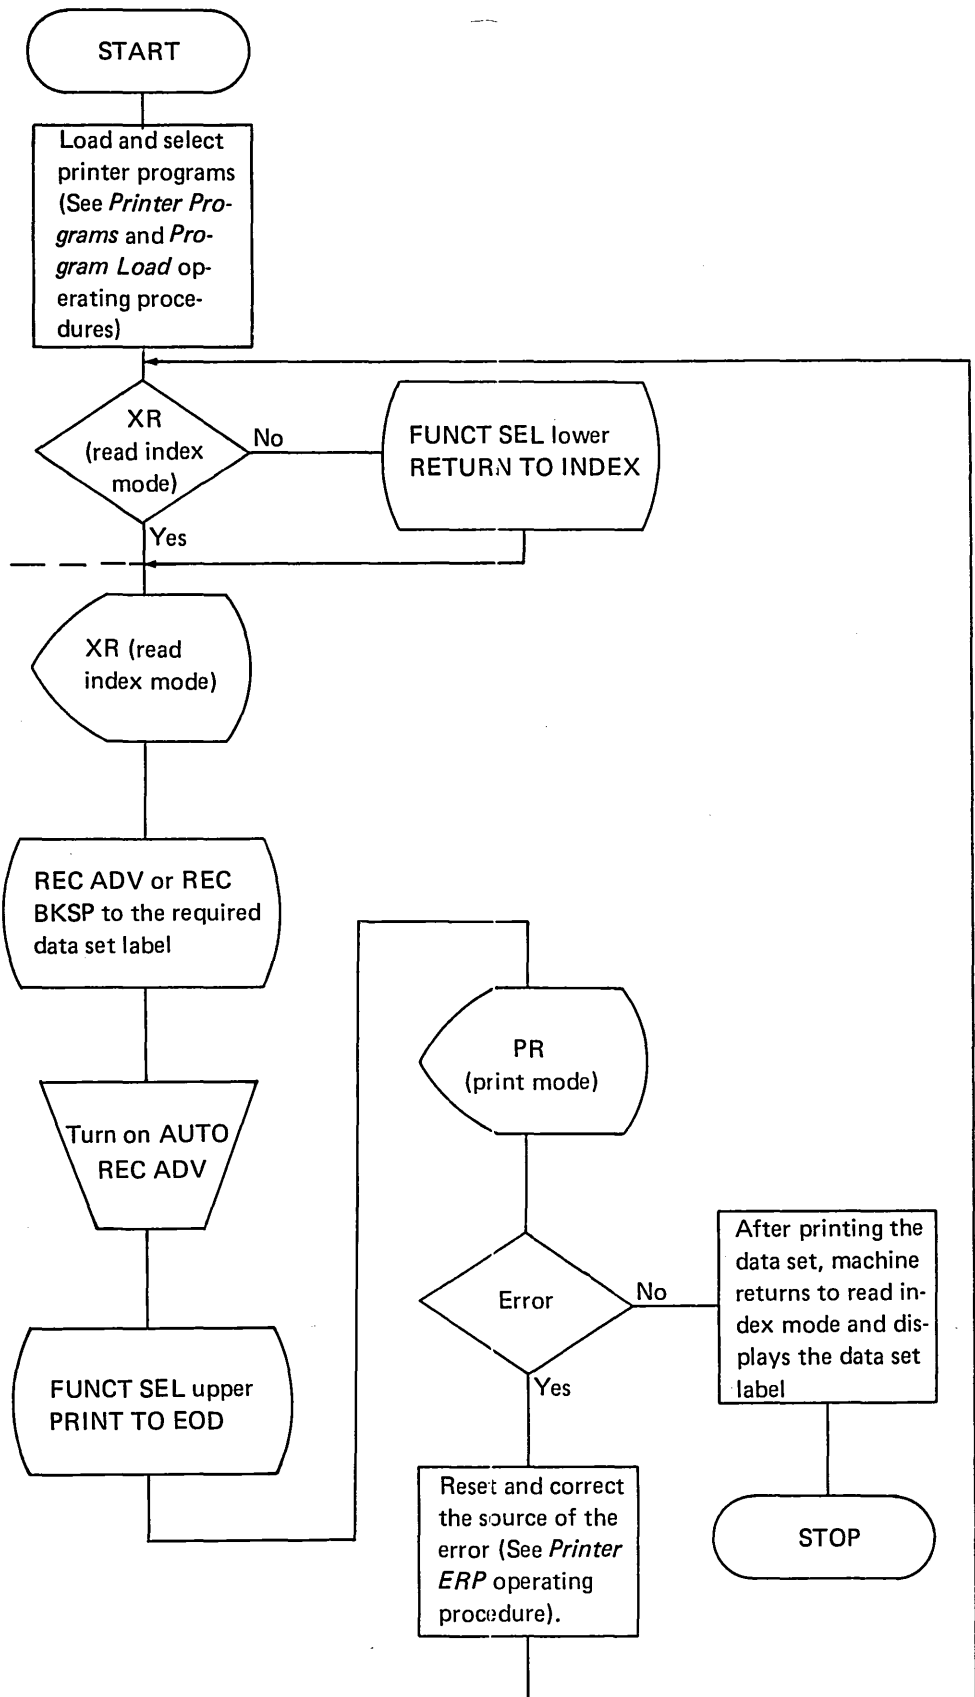 START
Load and select
printer programs
(See Printer Pro-
grams and Pro-
gram Load op-
erating proce-
dures)
XR
(read index
mode)
No
FUNCT SEL lower
RETURN TO INDEX
Yes
XR (read
index mode)
REC ADV or REC
BKSP to the required
data set label
Turn on AUTO
REC ADV
FUNCT SEL upper
PRINT TO EOD
PR
(print mode)
Error
No
After printing the
data set, machine
returns to read in-
dex mode and dis-
plays the data set
label
Yes
Reset and correct
the source of the
error (See Printer
ERP operating
procedure).
STOP